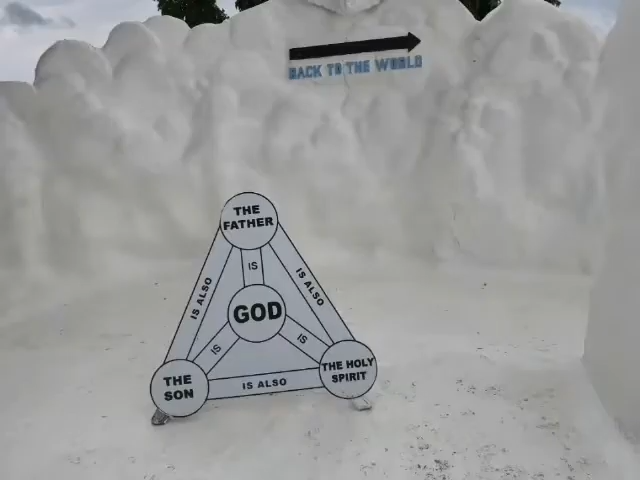 BACK TO THE WORLD
THE
FATHER
IS
IS ALSO
IS ALSO
GOD
IS
IS
THE
SON
IS ALSO
THE HOLY
SPIRIT